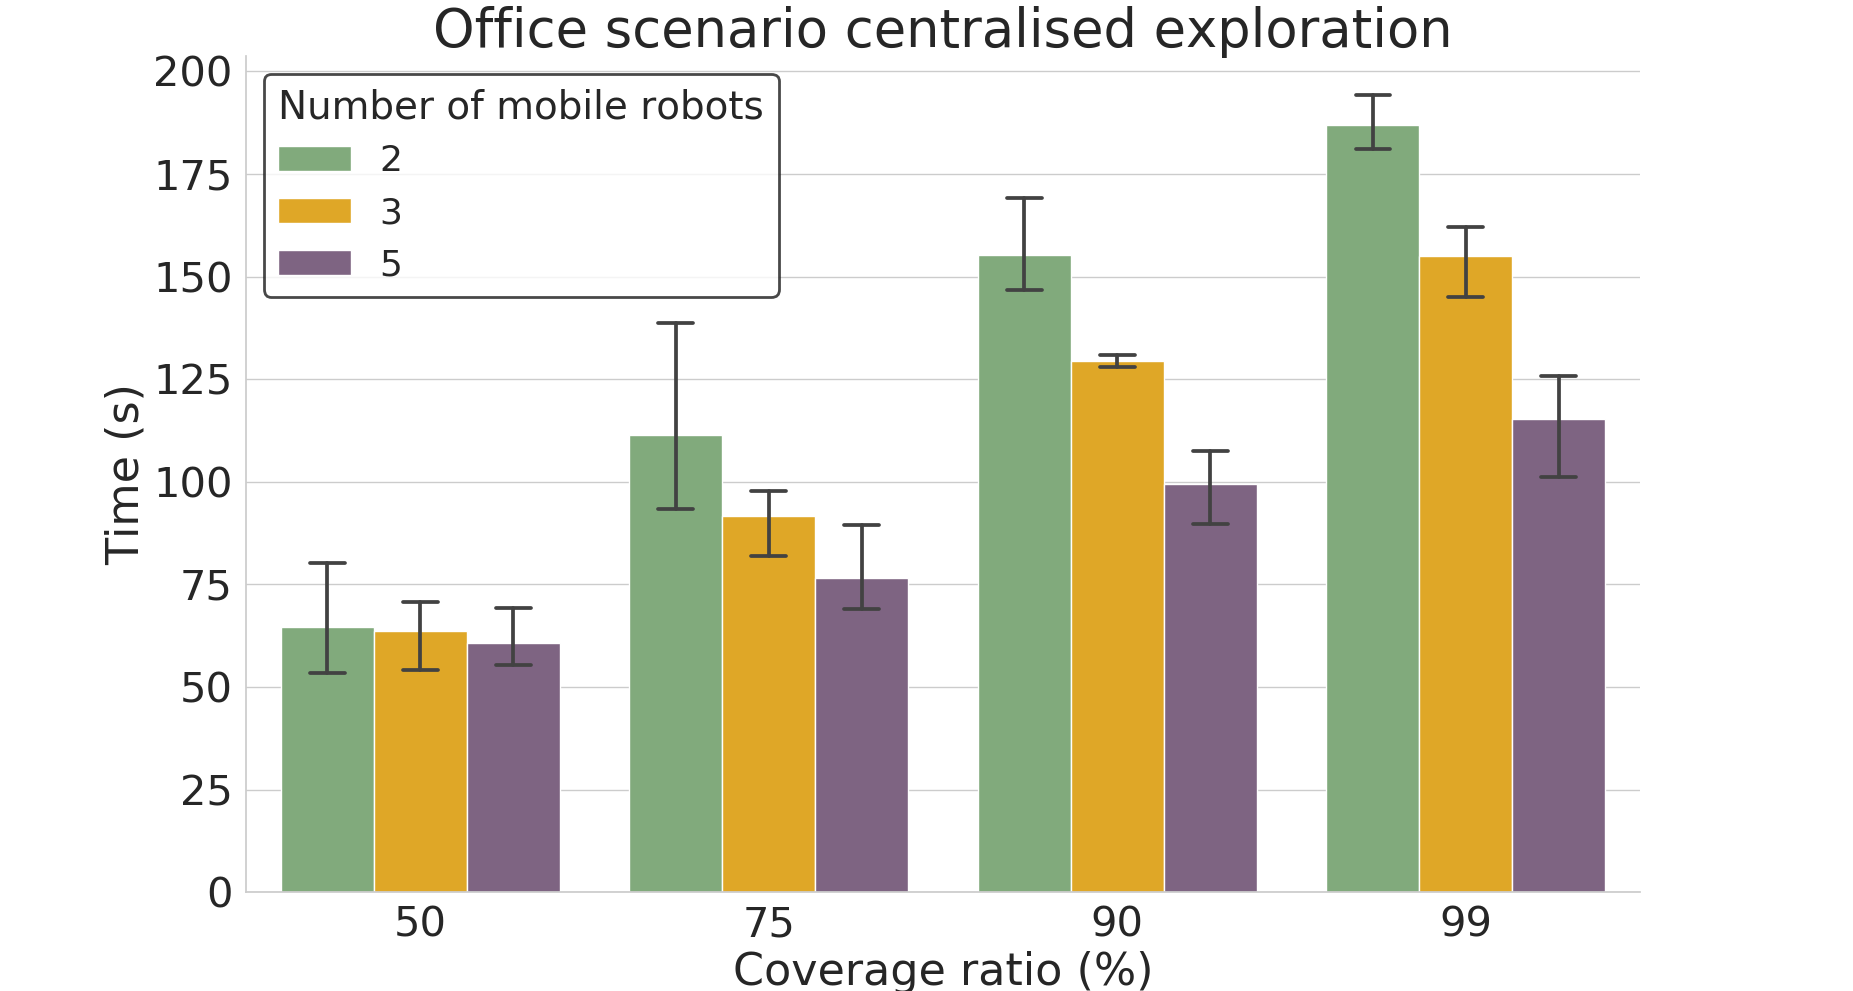 Office scenario centralised exploration
Number of mobile robots
2
3
5
200
175
150
125
100
75
50
25
0
Time (s)
50 75 90 99
Coverage ratio (%)